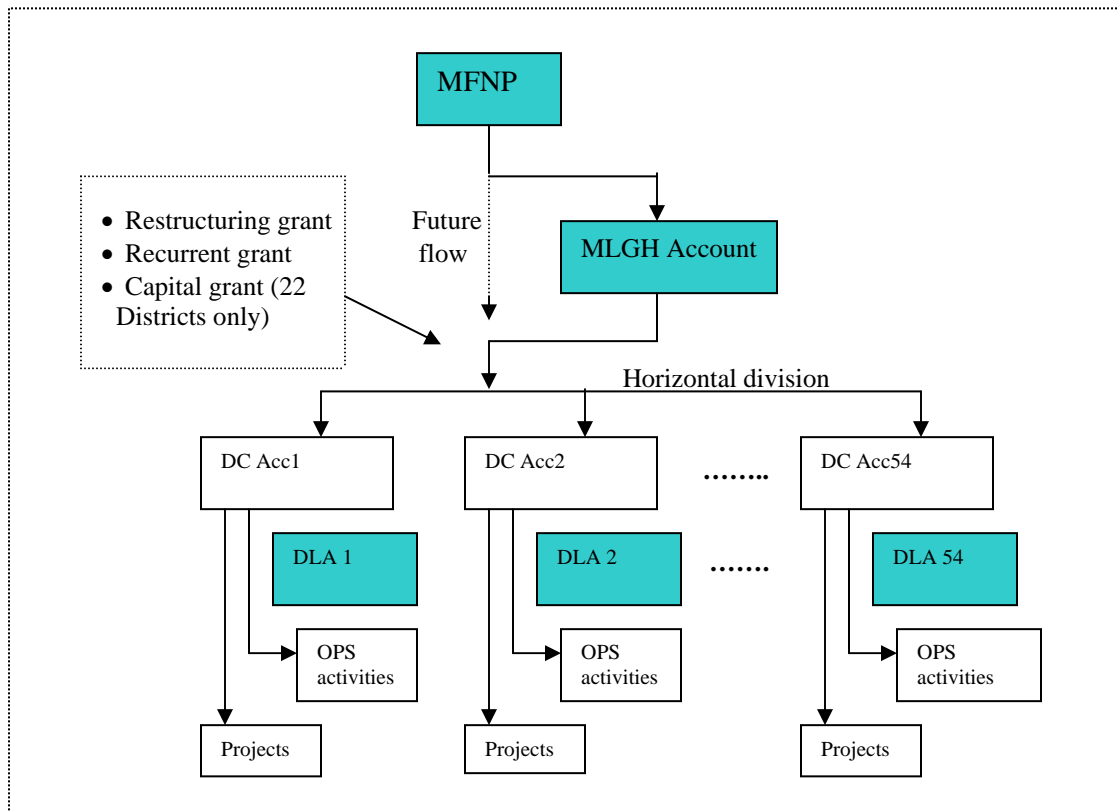 MFNP
• Restructuring grant
• Recurrent grant
• Capital grant (22
Districts only)
Future
flow
MLGH Account
Horizontal division
DC Acc1
DC Acc2
……..
DC Acc54
DLA 1
DLA 2
…….
DLA 54
OPS
activities
OPS
activities
OPS
activities
Projects
Projects
Projects